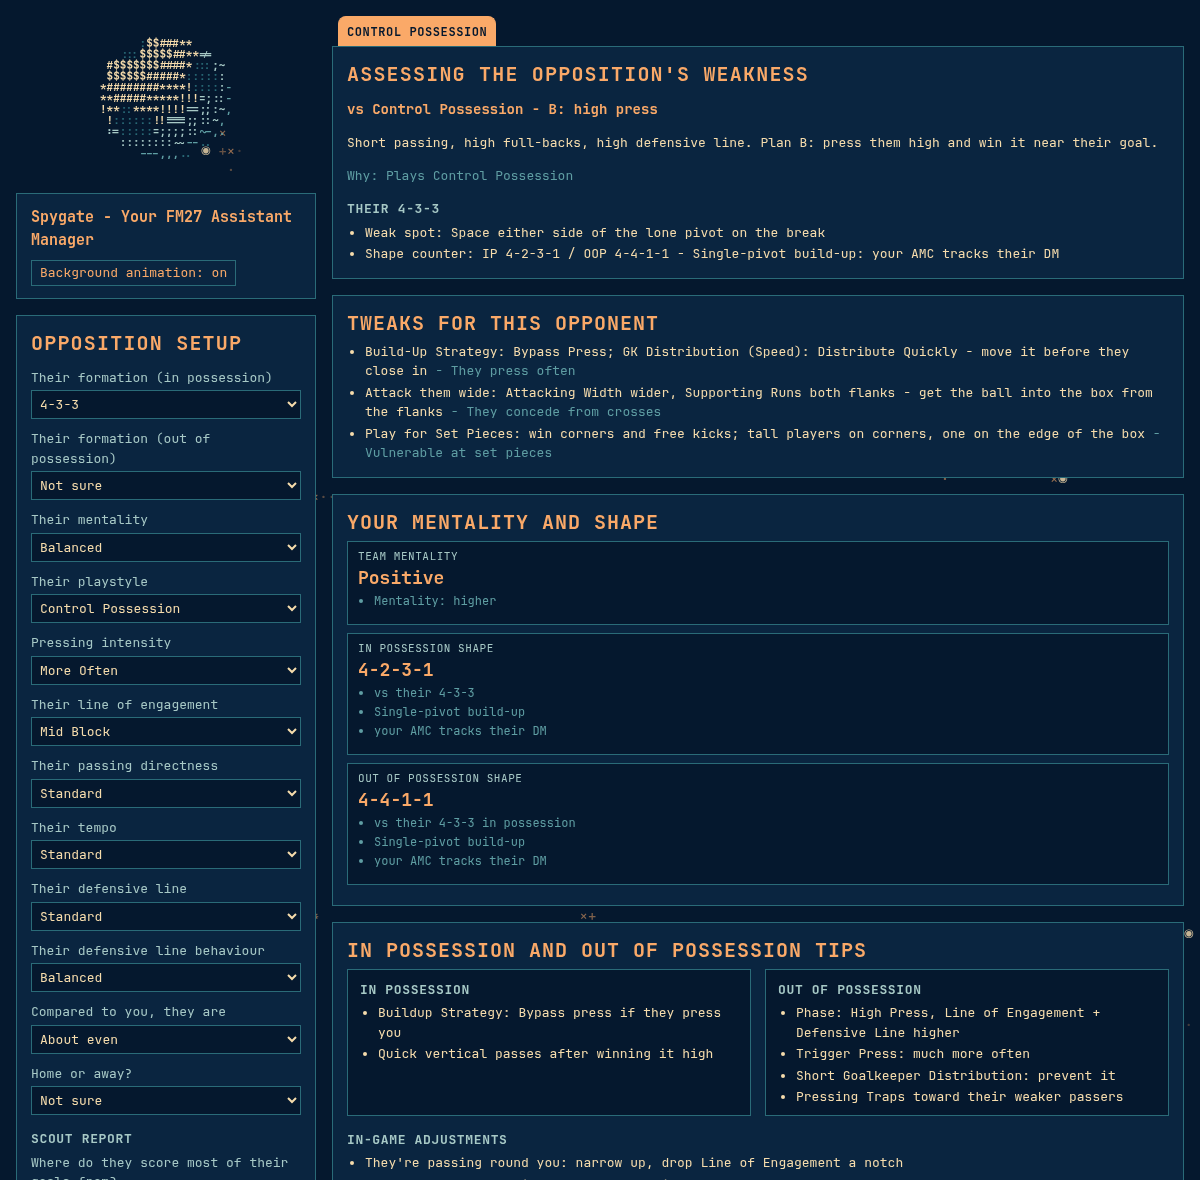 Spygate - Your FM27 Assistant
Manager
Background animation: on
OPPOSITION SETUP
Their formation (in possession)
4-3-3
Their formation (out of
possession)
Not sure
Their mentality
Balanced
Their playstyle
Control Possession
Pressing intensity
More Often
Their line of engagement
Mid Block
Their passing directness
Standard
Their tempo
Standard
Their defensive line
Standard
Their defensive line behaviour
Balanced
Compared to you, they are
About even
Home or away?
Not sure
SCOUT REPORT
Where do they score most of their
CONTROL POSSESSION
ASSESSING THE OPPOSITION'S WEAKNESS
vs Control Possession - B: high press
Short passing, high full-backs, high defensive line. Plan B: press them high and win it near their goal.
Why: Plays Control Possession
THEIR 4-3-3
• Weak spot: Space either side of the lone pivot on the break
• Shape counter: IP 4-2-3-1 / OOP 4-4-1-1 - Single-pivot build-up: your AMC tracks their DM
TWEAKS FOR THIS OPPONENT
• Build-Up Strategy: Bypass Press; GK Distribution (Speed): Distribute Quickly - move it before they
close in - They press often
• Attack them wide: Attacking Width wider, Supporting Runs both flanks - get the ball into the box from
the flanks - They concede from crosses
• Play for Set Pieces: win corners and free kicks; tall players on corners, one on the edge of the box -
Vulnerable at set pieces
YOUR MENTALITY AND SHAPE
TEAM MENTALITY
Positive
• Mentality: higher
IN POSSESSION SHAPE
4-2-3-1
• vs their 4-3-3
• Single-pivot build-up
• your AMC tracks their DM
OUT OF POSSESSION SHAPE
4-4-1-1
• vs their 4-3-3 in possession
• Single-pivot build-up
• your AMC tracks their DM
IN POSSESSION AND OUT OF POSSESSION TIPS
IN POSSESSION
• Buildup Strategy: Bypass press if they press
you
• Quick vertical passes after winning it high
OUT OF POSSESSION
• Phase: High Press, Line of Engagement +
Defensive Line higher
• Trigger Press: much more often
• Short Goalkeeper Distribution: prevent it
• Pressing Traps toward their weaker passers
IN-GAME ADJUSTMENTS
• They're passing round you: narrow up, drop Line of Engagement a notch